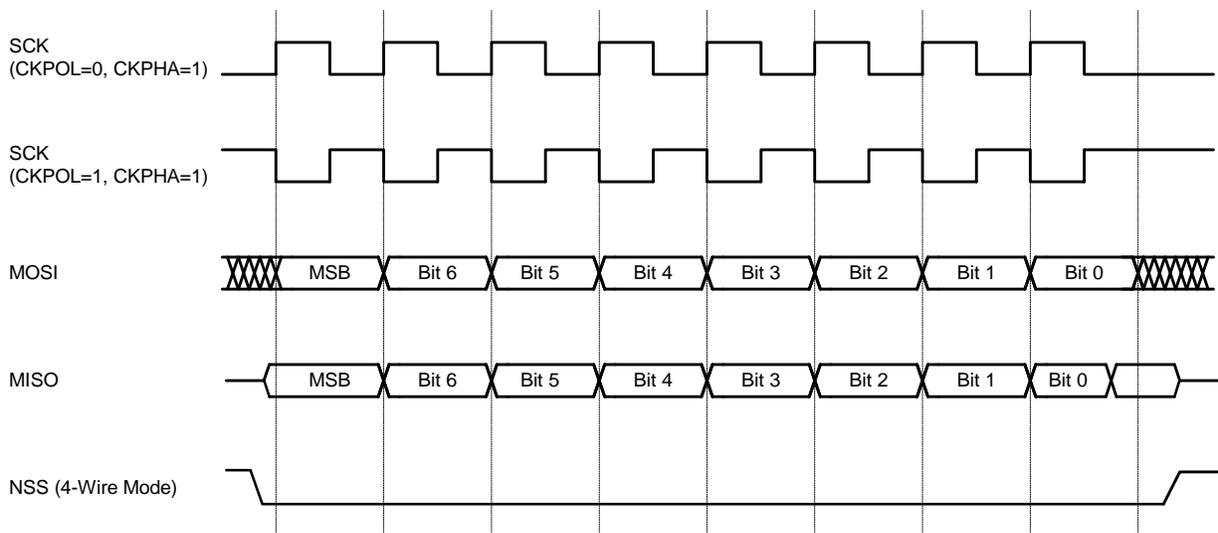 SCK
(CKPOL=0, CKPHA=1)
SCK
(CKPOL=1, CKPHA=1)
MOSI
MSB Bit 6 Bit 5 Bit 4 Bit 3 Bit 2 Bit 1 Bit 0
MISO
MSB Bit 6 Bit 5 Bit 4 Bit 3 Bit 2 Bit 1 Bit 0
NSS (4-Wire Mode)